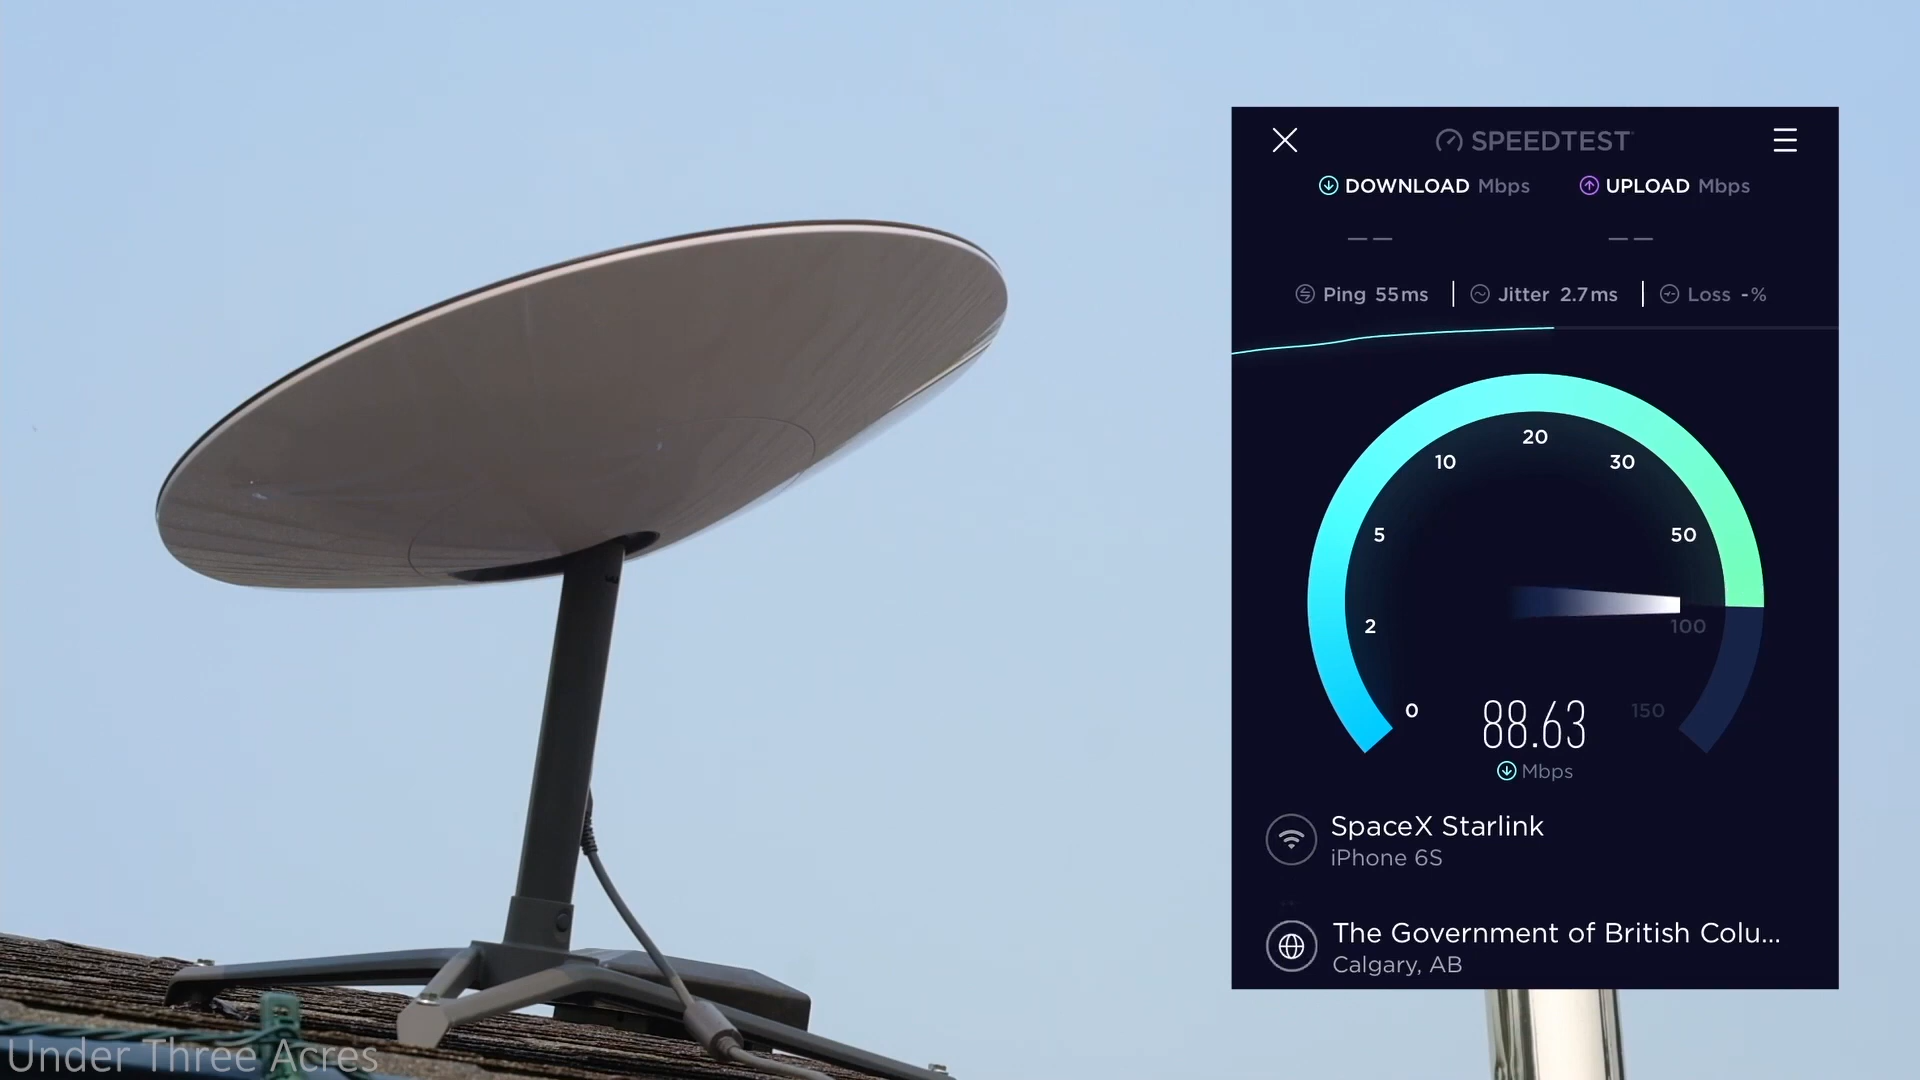 SPEEDTEST
DOWNLOAD Mbps UPLOAD Mbps
— — — —
Ping 55ms Jitter 2.7ms Loss -%
20
10 30
5 50
2 100
0 150
88.63
Mbps
SpaceX Starlink
iPhone 6S
The Government of British Colu...
Calgary, AB
Under Three Acres